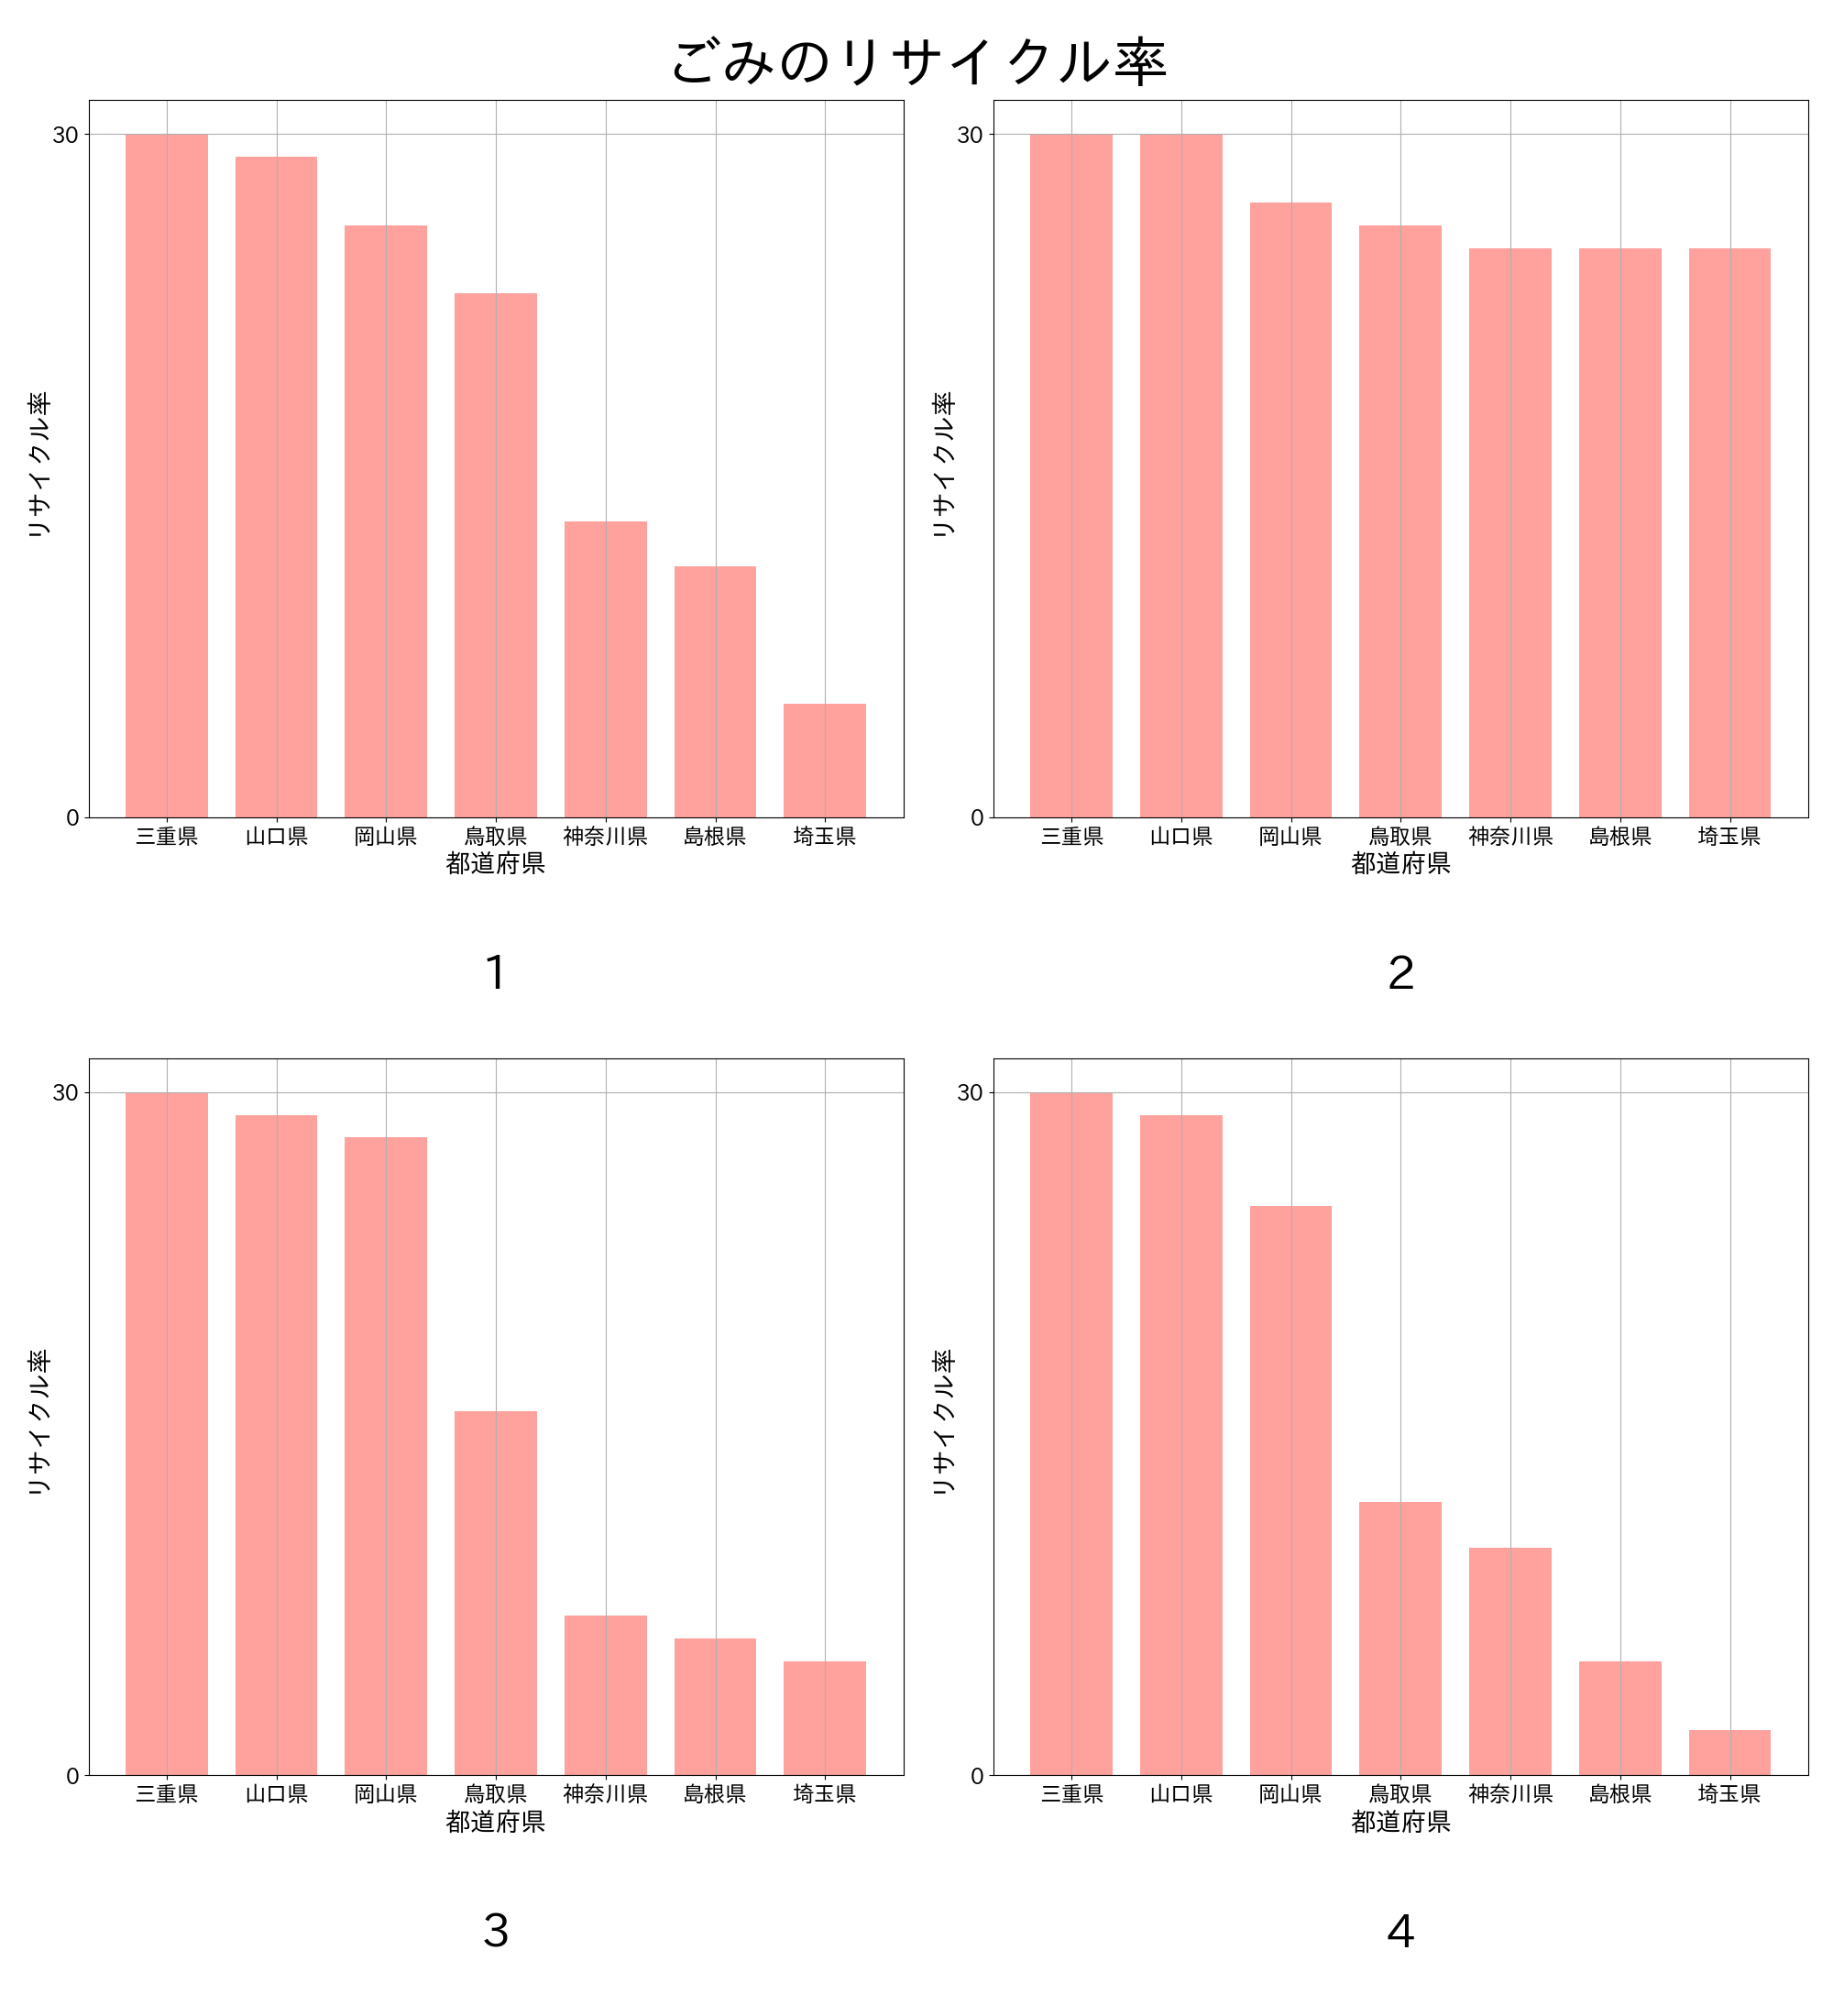 ごみのリサイクル率
30
0
リサイクル率
三重県 山口県 岡山県 鳥取県 神奈川県 島根県 埼玉県
都道府県
1
30
0
リサイクル率
三重県 山口県 岡山県 鳥取県 神奈川県 島根県 埼玉県
都道府県
2
30
0
リサイクル率
三重県 山口県 岡山県 鳥取県 神奈川県 島根県 埼玉県
都道府県
3
30
0
リサイクル率
三重県 山口県 岡山県 鳥取県 神奈川県 島根県 埼玉県
都道府県
4